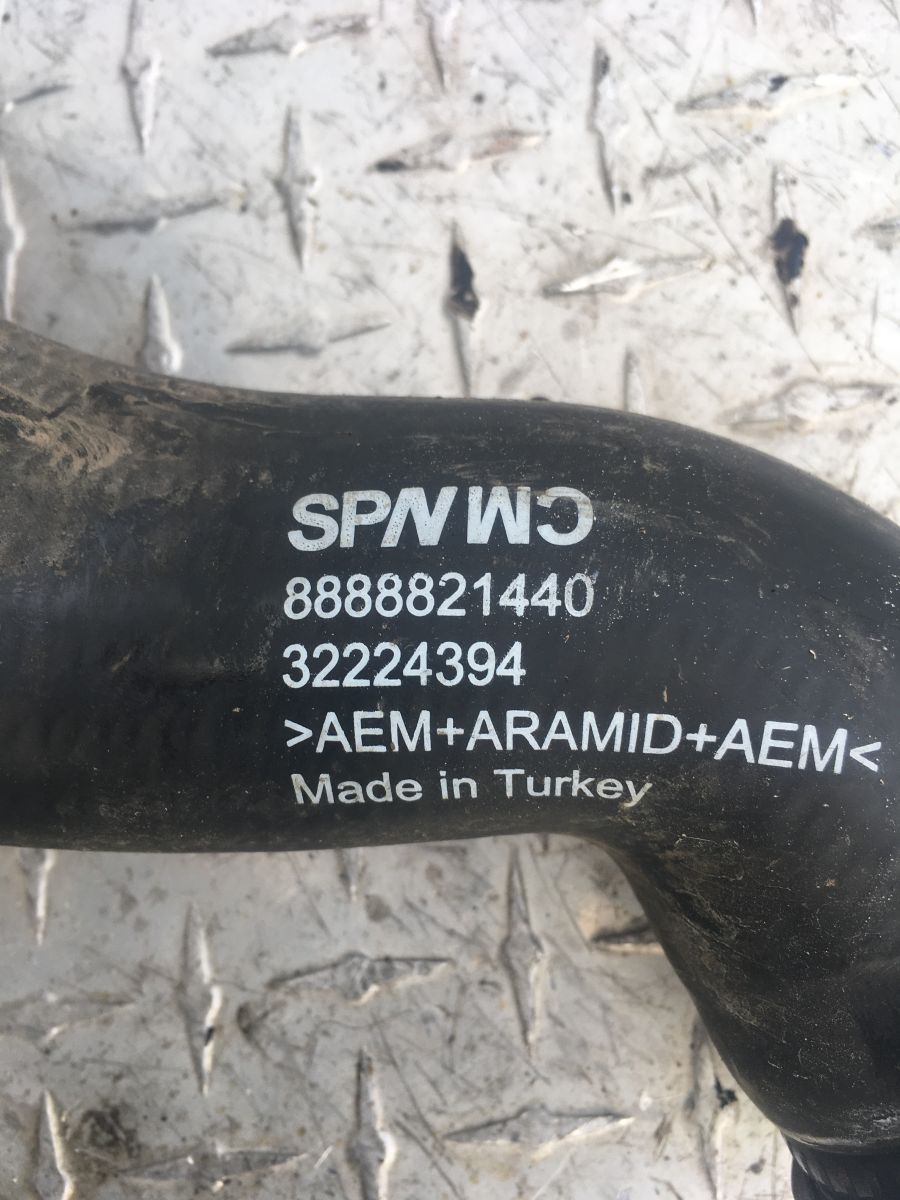 SPN WC
8888821440
32224394
>AEM+ARAMID+AEM<
Made in Turkey